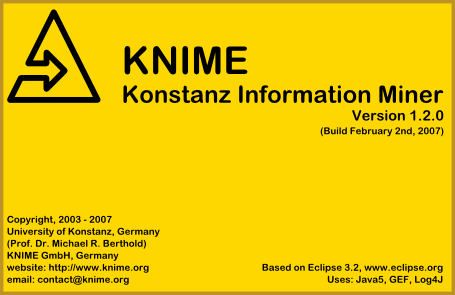 KNIME
Konstanz Information Miner
Version 1.2.0
(Build February 2nd, 2007)
Copyright, 2003 - 2007
University of Konstanz, Germany
(Prof. Dr. Michael R. Berthold)
KNIME GmbH, Germany
website: http://www.knime.org
email: contact@knime.org
Based on Eclipse 3.2, www.eclipse.org
Uses: Java5, GEF, Log4J